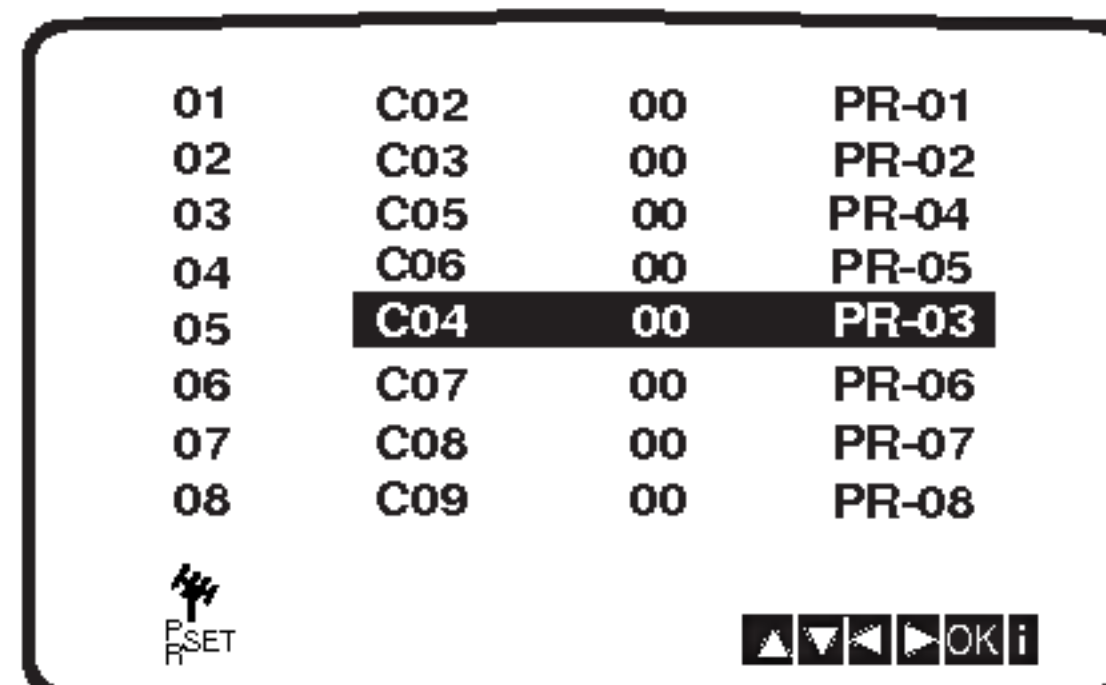 01 C02 00 PR-01
02 C03 00 PR-02
03 C05 00 PR-04
04 C06 00 PR-05
05 C04 00 PR-03
06 C07 00 PR-06
07 C08 00 PR-07
08 C09 00 PR-08
PR SET
OK i